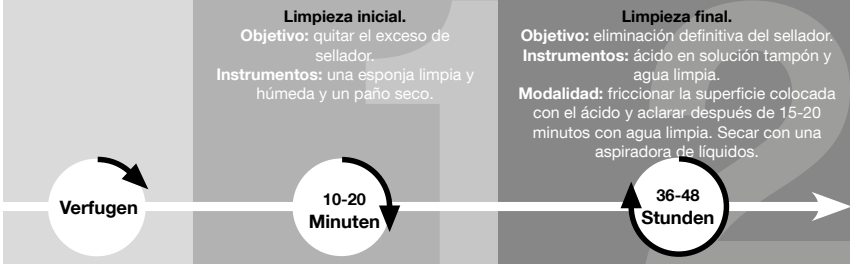 Limpieza inicial.
Objetivo: quitar el exceso de
sellador.
Instrumentos: una esponja limpia y
húmeda y un paño seco.
Limpieza final.
Objetivo: eliminación definitiva del sellador.
Instrumentos: ácido en solución tampón y
agua limpia.
Modalidad: friccionar la superficie colocada
con el ácido y aclarar después de 15-20
minutos con agua limpia. Secar con una
aspiradora de líquidos.
Verfugen
10-20
Minuten
36-48
Stunden
1
2